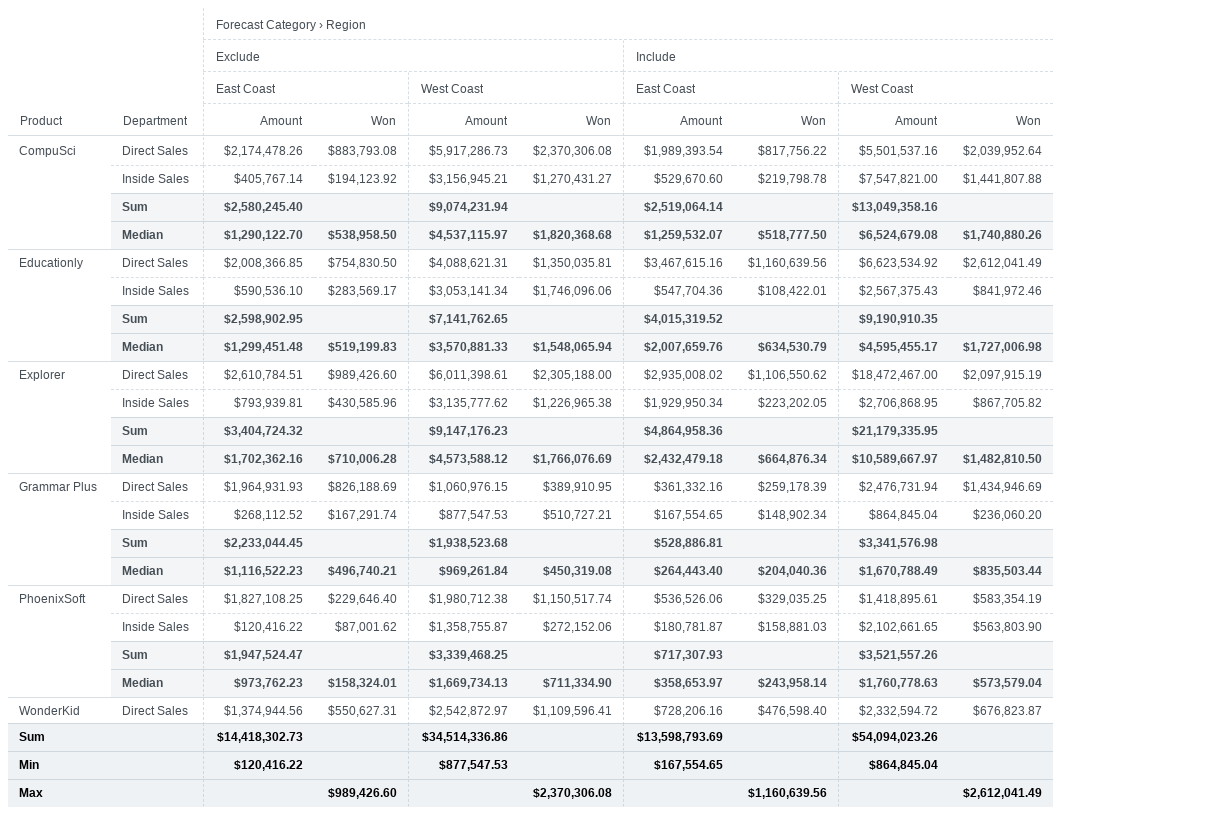 Forecast Category › Region
Exclude Include
East Coast West Coast East Coast West Coast
Product Department Amount Won Amount Won Amount Won Amount Won
CompuSci Direct Sales $2,174,478.26 $883,793.08 $5,917,286.73 $2,370,306.08 $1,989,393.54 $817,756.22 $5,501,537.16 $2,039,952.64
Inside Sales $405,767.14 $194,123.92 $3,156,945.21 $1,270,431.27 $529,670.60 $219,798.78 $7,547,821.00 $1,441,807.88
Sum $2,580,245.40 $9,074,231.94 $2,519,064.14 $13,049,358.16
Median $1,290,122.70 $538,958.50 $4,537,115.97 $1,820,368.68 $1,259,532.07 $518,777.50 $6,524,679.08 $1,740,880.26
Educationly Direct Sales $2,008,366.85 $754,830.50 $4,088,621.31 $1,350,035.81 $3,467,615.16 $1,160,639.56 $6,623,534.92 $2,612,041.49
Inside Sales $590,536.10 $283,569.17 $3,053,141.34 $1,746,096.06 $547,704.36 $108,422.01 $2,567,375.43 $841,972.46
Sum $2,598,902.95 $7,141,762.65 $4,015,319.52 $9,190,910.35
Median $1,299,451.48 $519,199.83 $3,570,881.33 $1,548,065.94 $2,007,659.76 $634,530.79 $4,595,455.17 $1,727,006.98
Explorer Direct Sales $2,610,784.51 $989,426.60 $6,011,398.61 $2,305,188.00 $2,935,008.02 $1,106,550.62 $18,472,467.00 $2,097,915.19
Inside Sales $793,939.81 $430,585.96 $3,135,777.62 $1,226,965.38 $1,929,950.34 $223,202.05 $2,706,868.95 $867,705.82
Sum $3,404,724.32 $9,147,176.23 $4,864,958.36 $21,179,335.95
Median $1,702,362.16 $710,006.28 $4,573,588.12 $1,766,076.69 $2,432,479.18 $664,876.34 $10,589,667.97 $1,482,810.50
Grammar Plus Direct Sales $1,964,931.93 $826,188.69 $1,060,976.15 $389,910.95 $361,332.16 $259,178.39 $2,476,731.94 $1,434,946.69
Inside Sales $268,112.52 $167,291.74 $877,547.53 $510,727.21 $167,554.65 $148,902.34 $864,845.04 $236,060.20
Sum $2,233,044.45 $1,938,523.68 $528,886.81 $3,341,576.98
Median $1,116,522.23 $496,740.21 $969,261.84 $450,319.08 $264,443.40 $204,040.36 $1,670,788.49 $835,503.44
PhoenixSoft Direct Sales $1,827,108.25 $229,646.40 $1,980,712.38 $1,150,517.74 $536,526.06 $329,035.25 $1,418,895.61 $583,354.19
Inside Sales $120,416.22 $87,001.62 $1,358,755.87 $272,152.06 $180,781.87 $158,881.03 $2,102,661.65 $563,803.90
Sum $1,947,524.47 $3,339,468.25 $717,307.93 $3,521,557.26
Median $973,762.23 $158,324.01 $1,669,734.13 $711,334.90 $358,653.97 $243,958.14 $1,760,778.63 $573,579.04
WonderKid Direct Sales $1,374,944.56 $550,627.31 $2,542,872.97 $1,109,596.41 $728,206.16 $476,598.40 $2,332,594.72 $676,823.87
Sum $14,418,302.73 $34,514,336.86 $13,598,793.69 $54,094,023.26
Min $120,416.22 $877,547.53 $167,554.65 $864,845.04
Max $989,426.60 $2,370,306.08 $1,160,639.56 $2,612,041.49